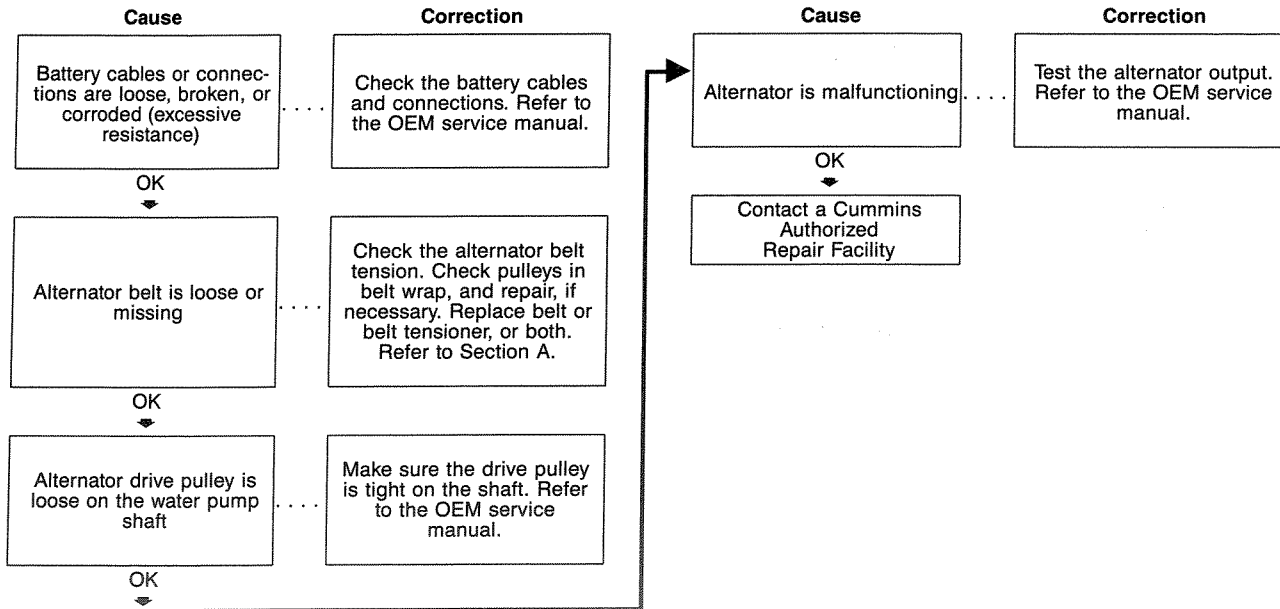 Cause
Correction
Battery cables or connec-
tions are loose, broken, or
corroded (excessive
resistance)
. . . .
Check the battery cables
and connections. Refer to
the OEM service manual.
OK
Alternator belt is loose or
missing
. . . .
Check the alternator belt
tension. Check pulleys in
belt wrap, and repair, if
necessary. Replace belt or
belt tensioner, or both.
Refer to Section A.
OK
Alternator drive pulley is
loose on the water pump
shaft
. . . .
Make sure the drive pulley
is tight on the shaft. Refer
to the OEM service
manual.
OK
Cause
Correction
Alternator is malfunctioning
. . . .
Test the alternator output.
Refer to the OEM service
manual.
OK
Contact a Cummins
Authorized
Repair Facility